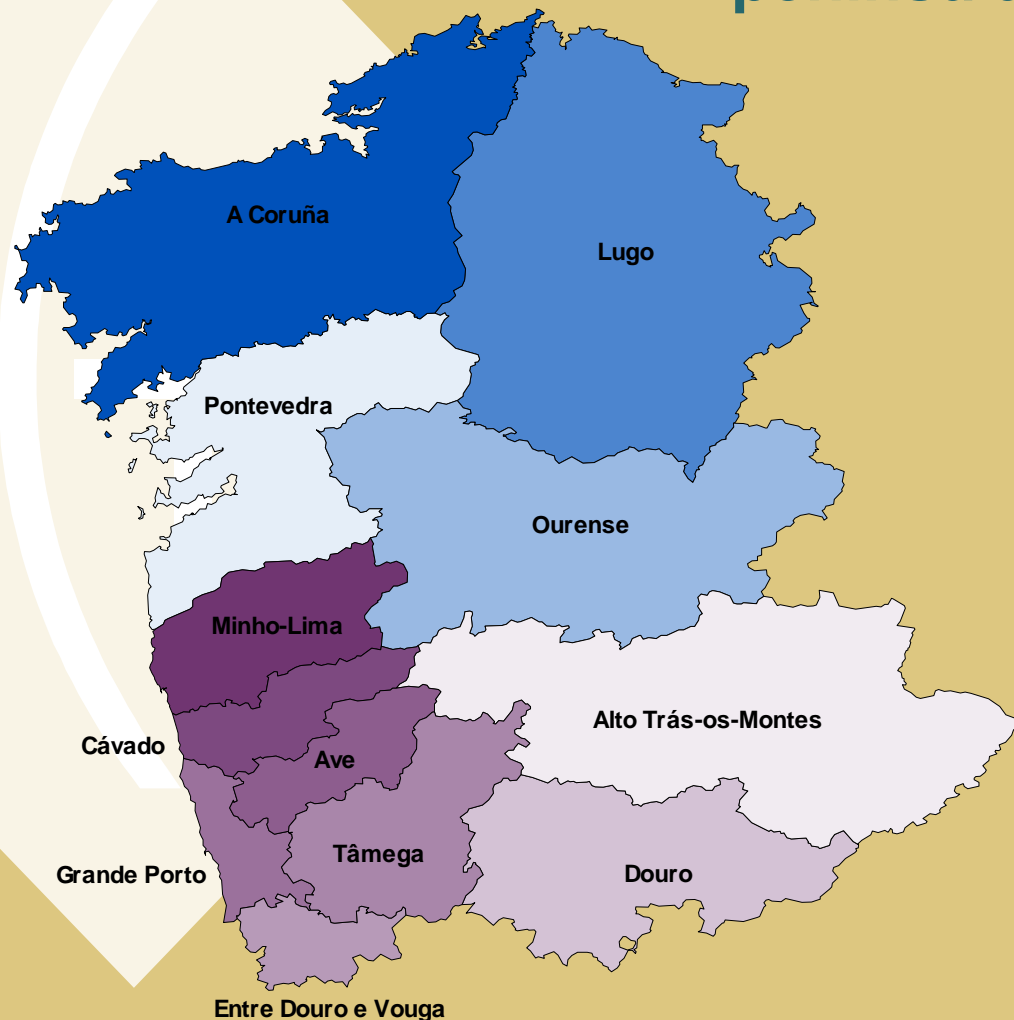 A Coruña
Lugo
Pontevedra
Ourense
Minho-Lima
Alto Trás-os-Montes
Cávado
Ave
Tâmega
Grande Porto
Douro
Entre Douro e Vouga